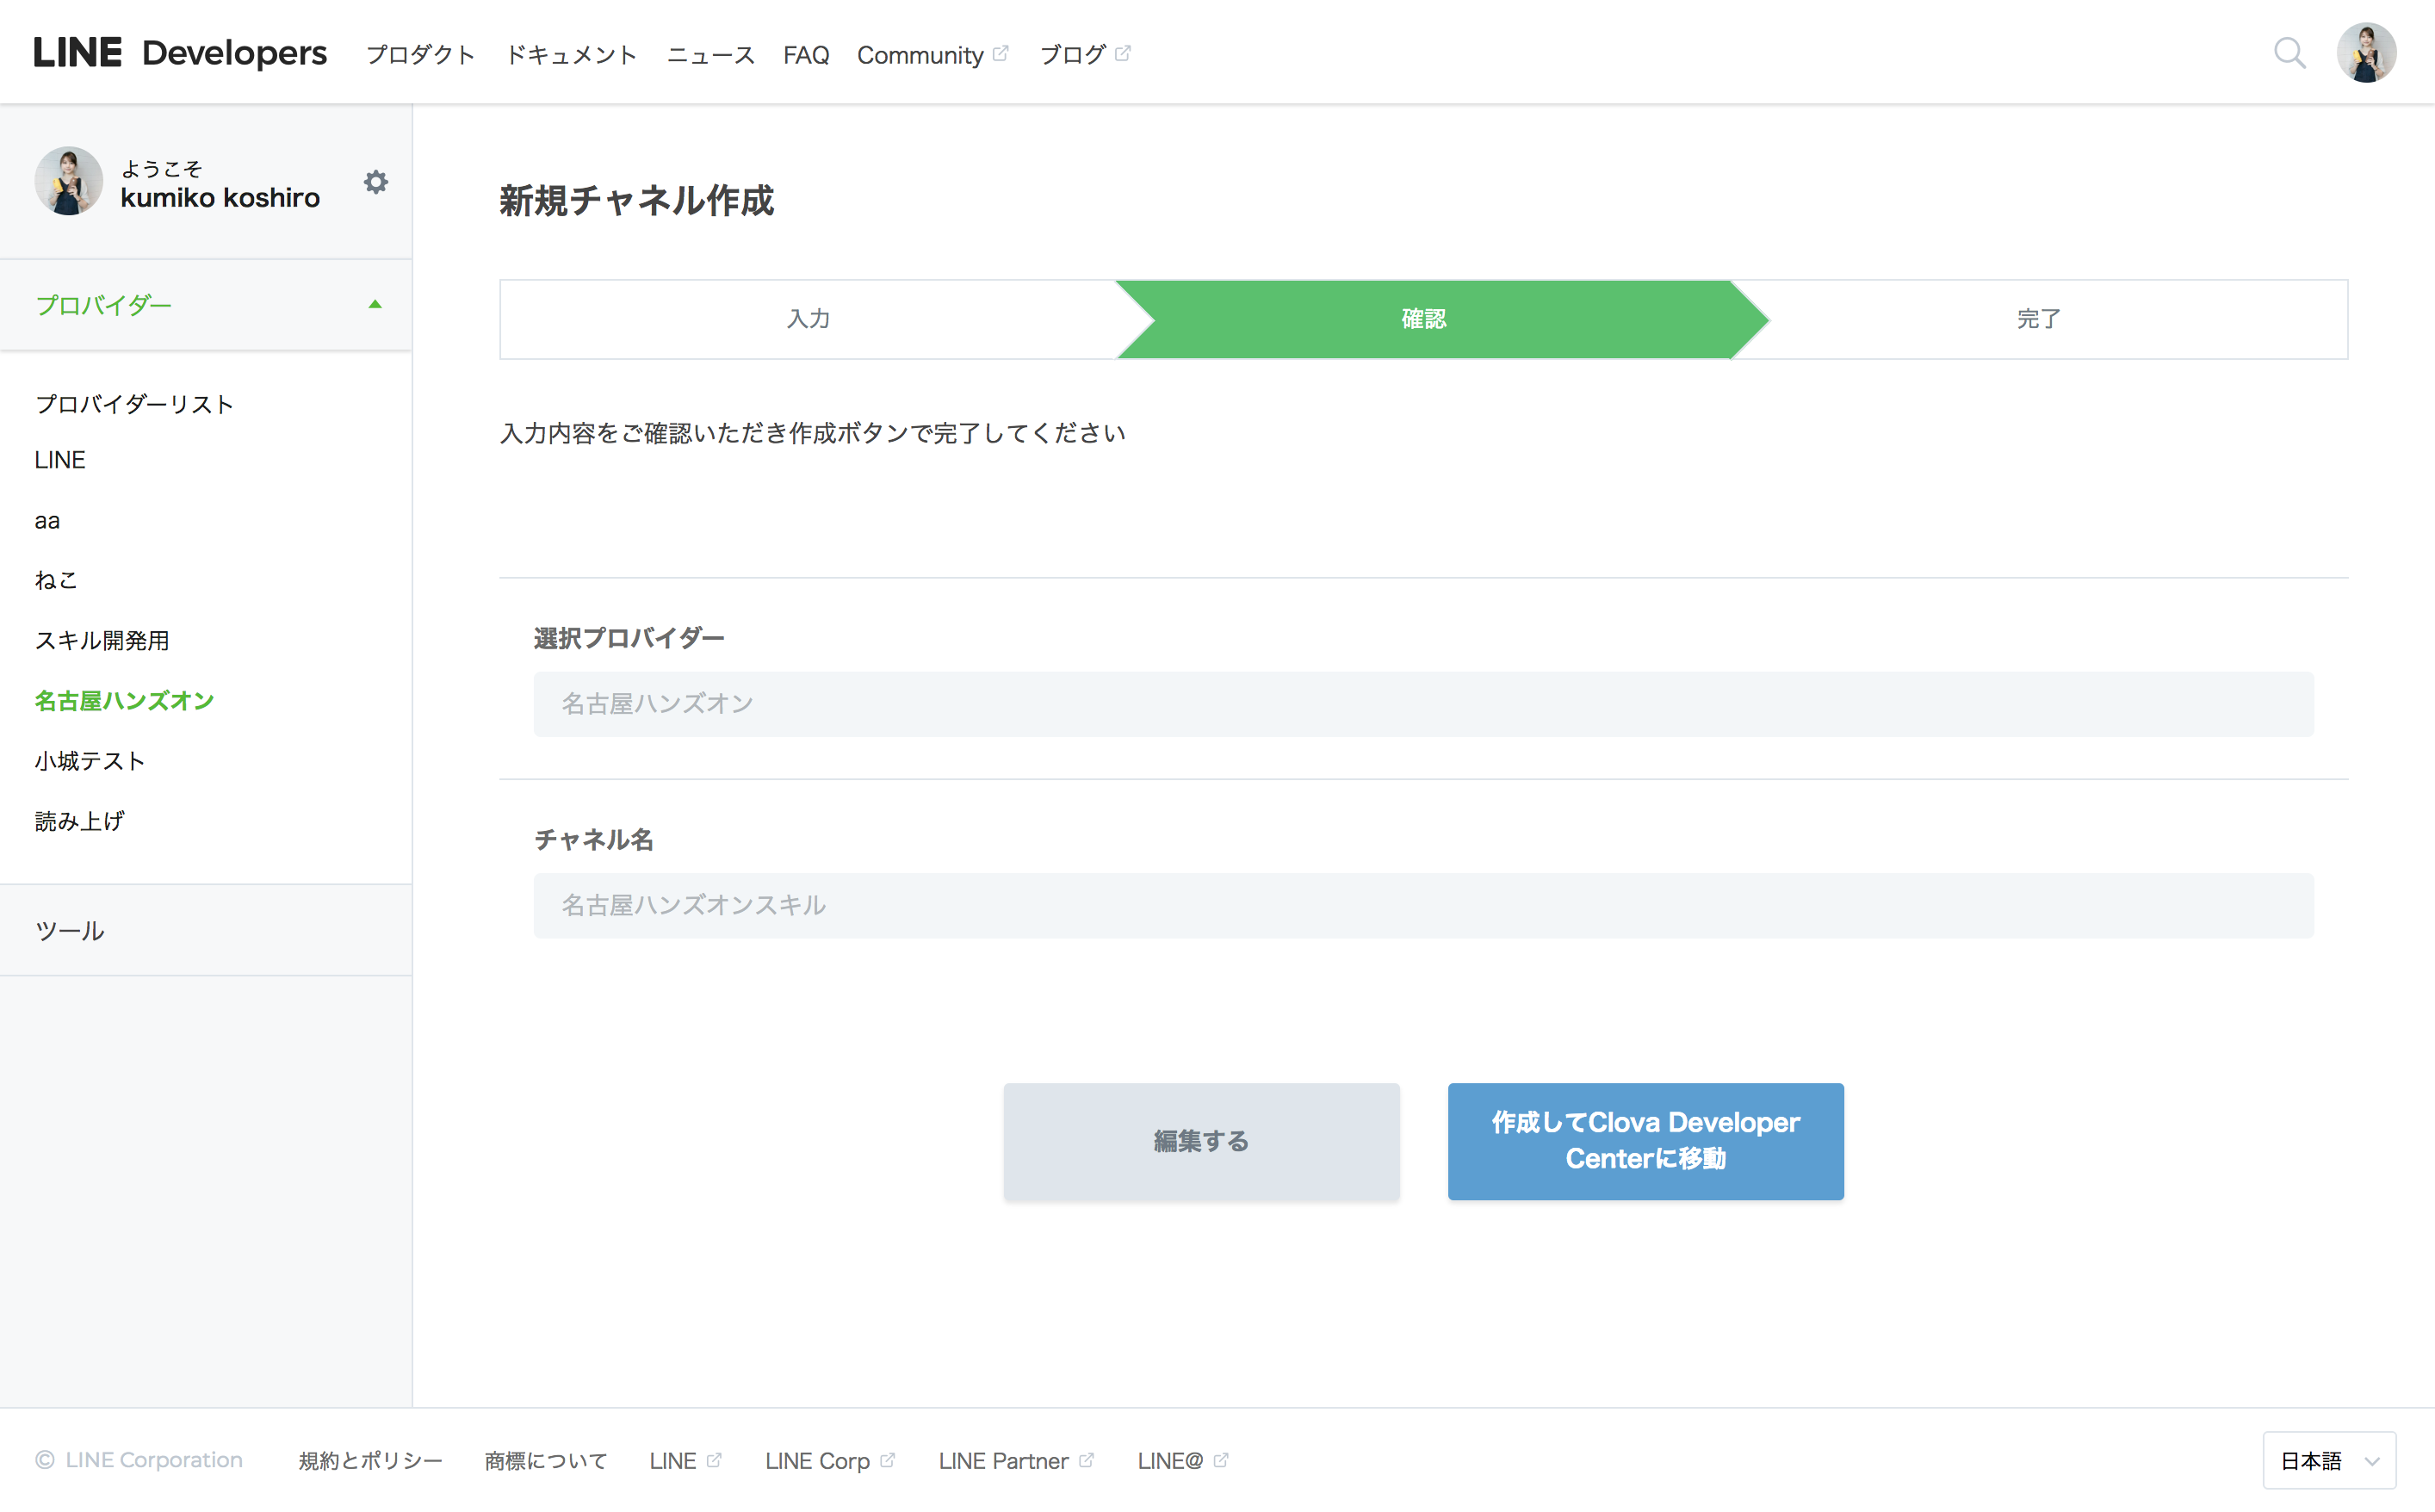 LINE Developers プロダクト ドキュメント ニュース FAQ Community ブログ
ようこそ
kumiko koshiro
プロバイダー
プロバイダーリスト
LINE
aa
ねこ
スキル開発用
名古屋ハンズオン
小城テスト
読み上げ
ツール
新規チャネル作成
入力 確認 完了
入力内容をご確認いただき作成ボタンで完了してください
選択プロバイダー
名古屋ハンズオン
チャネル名
名古屋ハンズオンスキル
編集する
作成してClova Developer
Centerに移動
© LINE Corporation 規約とポリシー 商標について LINE LINE Corp LINE Partner LINE@ 日本語